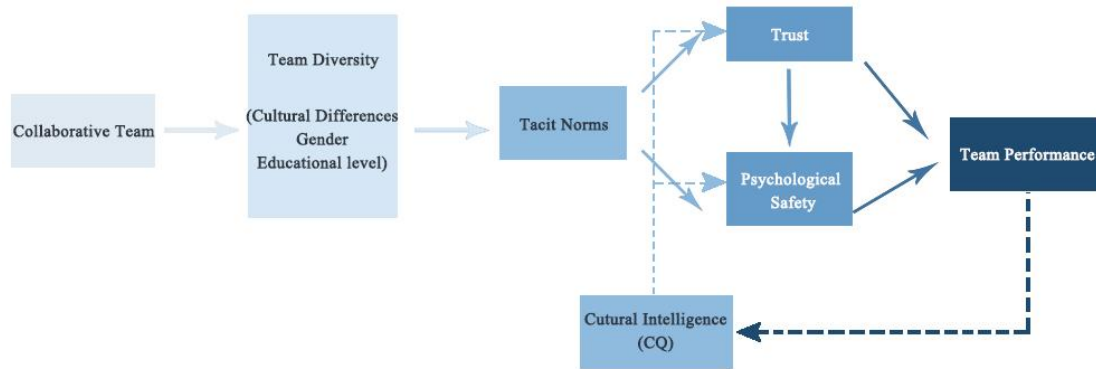 Collaborative Team
Team Diversity
(Cultural Differences
Gender
Educational level)
Tacit Norms
Trust
Psychological
Safety
Team Performance
Cutural Intelligence
(CQ)